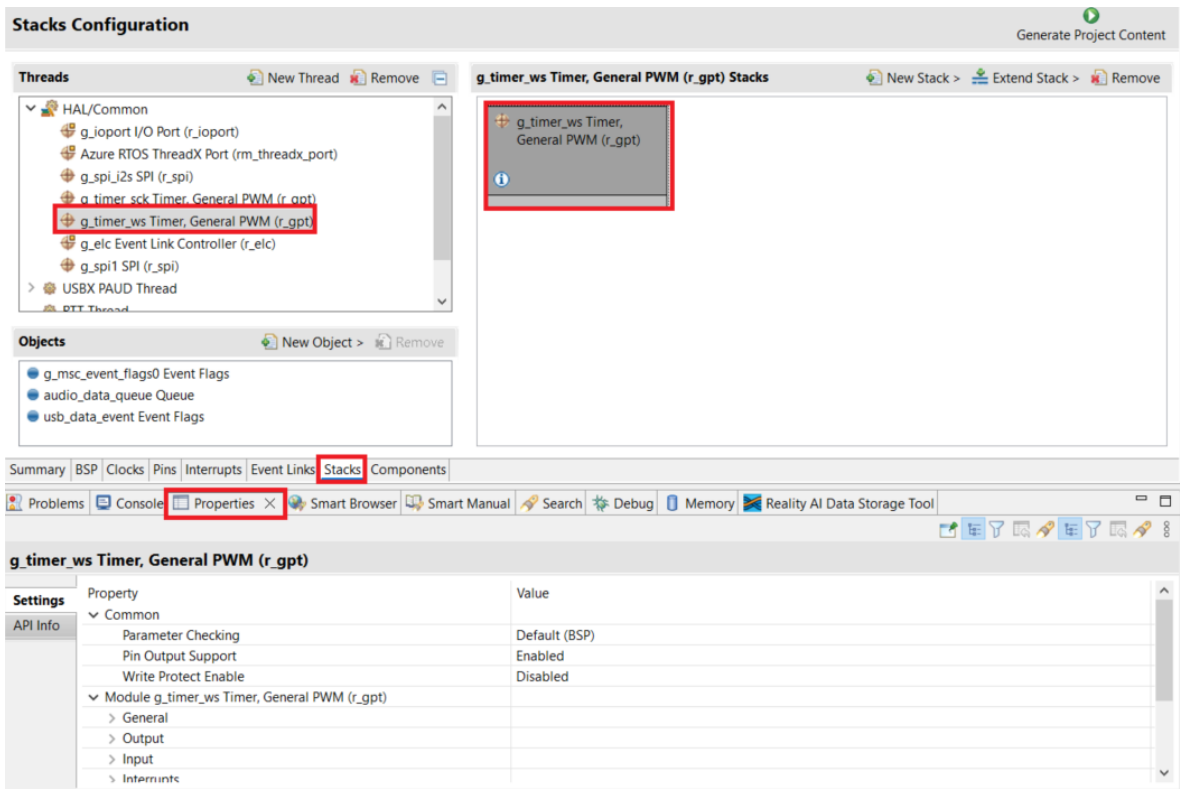 Stacks Configuration
Generate Project Content
Threads
New Thread
Remove
HAL/Common
g_ioport I/O Port (r_ioport)
Azure RTOS ThreadX Port (rm_threadx_port)
g_spi_i2s SPI (r_spi)
g_timer_sck Timer, General PWM (r_gpt)
g_timer_ws Timer, General PWM (r_gpt)
g_elc Event Link Controller (r_elc)
g_spi1 SPI (r_spi)
USBX PAUD Thread
RTT Thread
g_timer_ws Timer, General PWM (r_gpt) Stacks
New Stack >
Extend Stack >
Remove
g_timer_ws Timer,
General PWM (r_gpt)
Objects
New Object >
Remove
g_msc_event_flags0 Event Flags
audio_data_queue Queue
usb_data_event Event Flags
Summary BSP Clocks Pins Interrupts Event Links Stacks Components
Problems Console Properties Smart Browser Smart Manual Search Debug Memory Reality AI Data Storage Tool
g_timer_ws Timer, General PWM (r_gpt)
Settings
API Info
Property Value
Common
Parameter Checking Default (BSP)
Pin Output Support Enabled
Write Protect Enable Disabled
Module g_timer_ws Timer, General PWM (r_gpt)
General
Output
Input
Interrupts